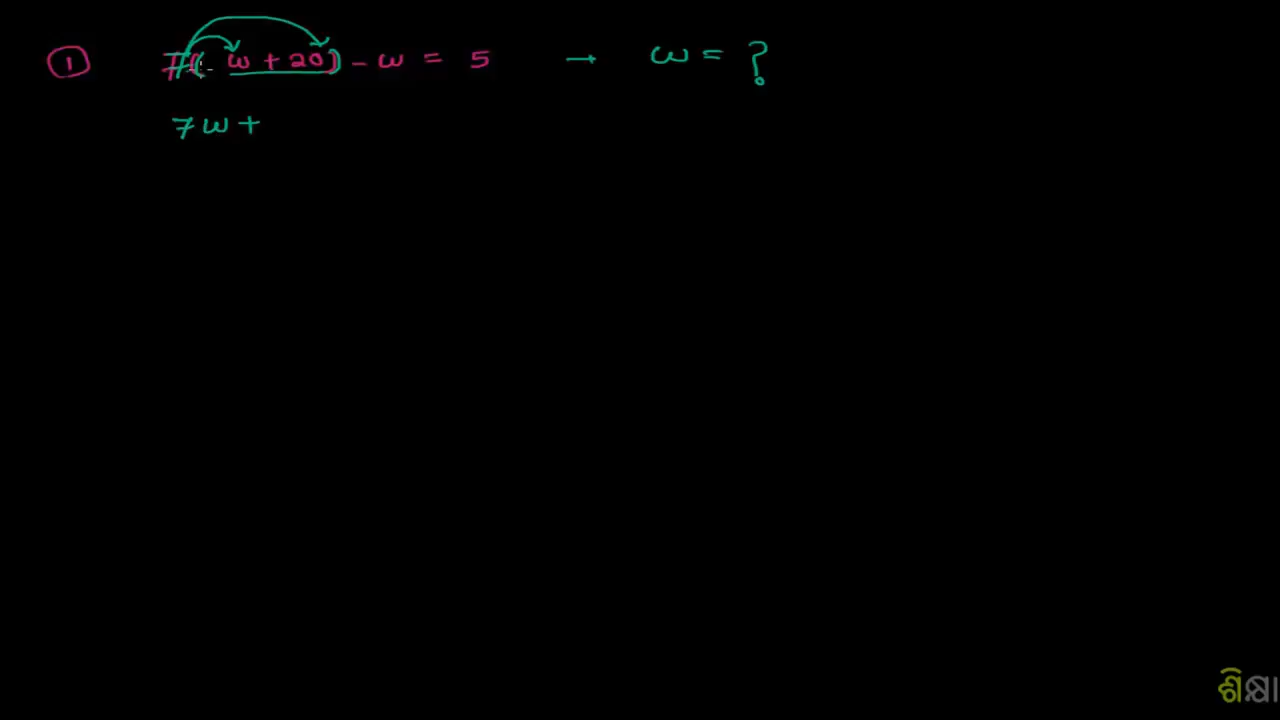 ① 7(w + 20) - w = 5 → w = ?
7w +
ଶିକ୍ଷା